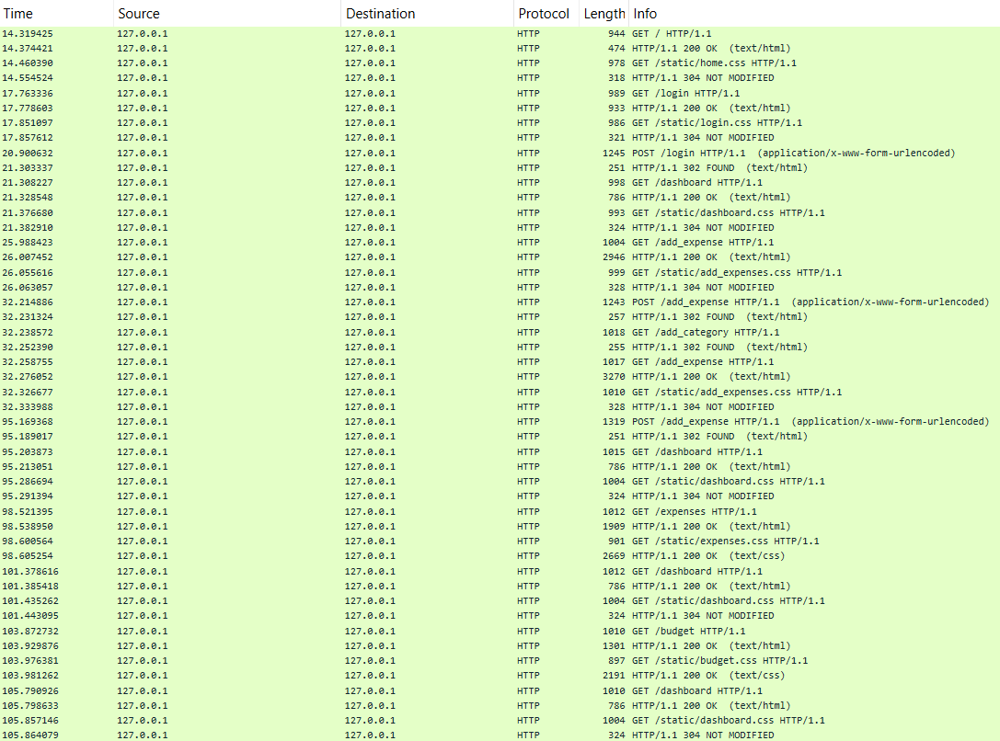 Time Source Destination Protocol Length Info
14.319425 127.0.0.1 127.0.0.1 HTTP 944 GET / HTTP/1.1
14.374421 127.0.0.1 127.0.0.1 HTTP 474 HTTP/1.1 200 OK (text/html)
14.460390 127.0.0.1 127.0.0.1 HTTP 978 GET /static/home.css HTTP/1.1
14.554524 127.0.0.1 127.0.0.1 HTTP 318 HTTP/1.1 304 NOT MODIFIED
17.763336 127.0.0.1 127.0.0.1 HTTP 989 GET /login HTTP/1.1
17.778603 127.0.0.1 127.0.0.1 HTTP 933 HTTP/1.1 200 OK (text/html)
17.851097 127.0.0.1 127.0.0.1 HTTP 986 GET /static/login.css HTTP/1.1
17.857612 127.0.0.1 127.0.0.1 HTTP 321 HTTP/1.1 304 NOT MODIFIED
20.900632 127.0.0.1 127.0.0.1 HTTP 1245 POST /login HTTP/1.1 (application/x-www-form-urlencoded)
21.303337 127.0.0.1 127.0.0.1 HTTP 251 HTTP/1.1 302 FOUND (text/html)
21.308227 127.0.0.1 127.0.0.1 HTTP 998 GET /dashboard HTTP/1.1
21.328548 127.0.0.1 127.0.0.1 HTTP 786 HTTP/1.1 200 OK (text/html)
21.376680 127.0.0.1 127.0.0.1 HTTP 993 GET /static/dashboard.css HTTP/1.1
21.382910 127.0.0.1 127.0.0.1 HTTP 324 HTTP/1.1 304 NOT MODIFIED
25.988423 127.0.0.1 127.0.0.1 HTTP 1004 GET /add_expense HTTP/1.1
26.007452 127.0.0.1 127.0.0.1 HTTP 2946 HTTP/1.1 200 OK (text/html)
26.055616 127.0.0.1 127.0.0.1 HTTP 999 GET /static/add_expenses.css HTTP/1.1
26.063057 127.0.0.1 127.0.0.1 HTTP 328 HTTP/1.1 304 NOT MODIFIED
32.214886 127.0.0.1 127.0.0.1 HTTP 1243 POST /add_expense HTTP/1.1 (application/x-www-form-urlencoded)
32.231324 127.0.0.1 127.0.0.1 HTTP 257 HTTP/1.1 302 FOUND (text/html)
32.238572 127.0.0.1 127.0.0.1 HTTP 1018 GET /add_category HTTP/1.1
32.252390 127.0.0.1 127.0.0.1 HTTP 255 HTTP/1.1 302 FOUND (text/html)
32.258755 127.0.0.1 127.0.0.1 HTTP 1017 GET /add_expense HTTP/1.1
32.276052 127.0.0.1 127.0.0.1 HTTP 3270 HTTP/1.1 200 OK (text/html)
32.326677 127.0.0.1 127.0.0.1 HTTP 1010 GET /static/add_expenses.css HTTP/1.1
32.333988 127.0.0.1 127.0.0.1 HTTP 328 HTTP/1.1 304 NOT MODIFIED
95.169368 127.0.0.1 127.0.0.1 HTTP 1319 POST /add_expense HTTP/1.1 (application/x-www-form-urlencoded)
95.189017 127.0.0.1 127.0.0.1 HTTP 251 HTTP/1.1 302 FOUND (text/html)
95.203873 127.0.0.1 127.0.0.1 HTTP 1015 GET /dashboard HTTP/1.1
95.213051 127.0.0.1 127.0.0.1 HTTP 786 HTTP/1.1 200 OK (text/html)
95.286694 127.0.0.1 127.0.0.1 HTTP 1004 GET /static/dashboard.css HTTP/1.1
95.291394 127.0.0.1 127.0.0.1 HTTP 324 HTTP/1.1 304 NOT MODIFIED
98.521395 127.0.0.1 127.0.0.1 HTTP 1012 GET /expenses HTTP/1.1
98.538950 127.0.0.1 127.0.0.1 HTTP 1909 HTTP/1.1 200 OK (text/html)
98.600564 127.0.0.1 127.0.0.1 HTTP 901 GET /static/expenses.css HTTP/1.1
98.605254 127.0.0.1 127.0.0.1 HTTP 2669 HTTP/1.1 200 OK (text/css)
101.378616 127.0.0.1 127.0.0.1 HTTP 1012 GET /dashboard HTTP/1.1
101.385418 127.0.0.1 127.0.0.1 HTTP 786 HTTP/1.1 200 OK (text/html)
101.435262 127.0.0.1 127.0.0.1 HTTP 1004 GET /static/dashboard.css HTTP/1.1
101.443095 127.0.0.1 127.0.0.1 HTTP 324 HTTP/1.1 304 NOT MODIFIED
103.872732 127.0.0.1 127.0.0.1 HTTP 1010 GET /budget HTTP/1.1
103.929876 127.0.0.1 127.0.0.1 HTTP 1301 HTTP/1.1 200 OK (text/html)
103.976381 127.0.0.1 127.0.0.1 HTTP 897 GET /static/budget.css HTTP/1.1
103.981262 127.0.0.1 127.0.0.1 HTTP 2191 HTTP/1.1 200 OK (text/css)
105.790926 127.0.0.1 127.0.0.1 HTTP 1010 GET /dashboard HTTP/1.1
105.798633 127.0.0.1 127.0.0.1 HTTP 786 HTTP/1.1 200 OK (text/html)
105.857146 127.0.0.1 127.0.0.1 HTTP 1004 GET /static/dashboard.css HTTP/1.1
105.864079 127.0.0.1 127.0.0.1 HTTP 324 HTTP/1.1 304 NOT MODIFIED